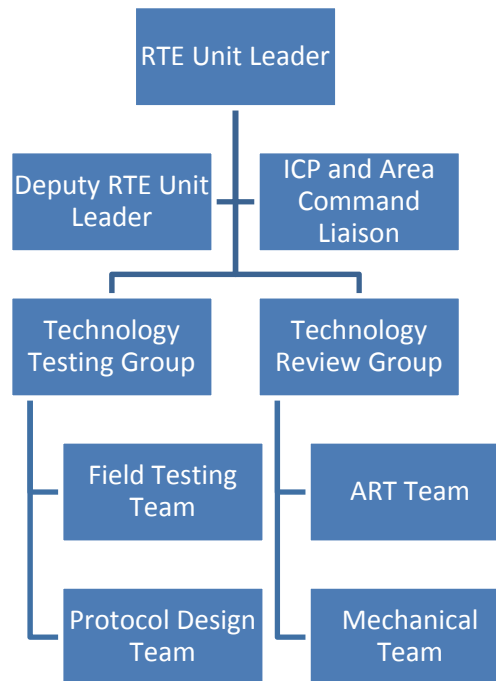 RTE Unit Leader
Deputy RTE Unit
Leader
ICP and Area
Command
Liaison
Technology
Testing Group
Technology
Review Group
Field Testing
Team
ART Team
Protocol Design
Team
Mechanical
Team